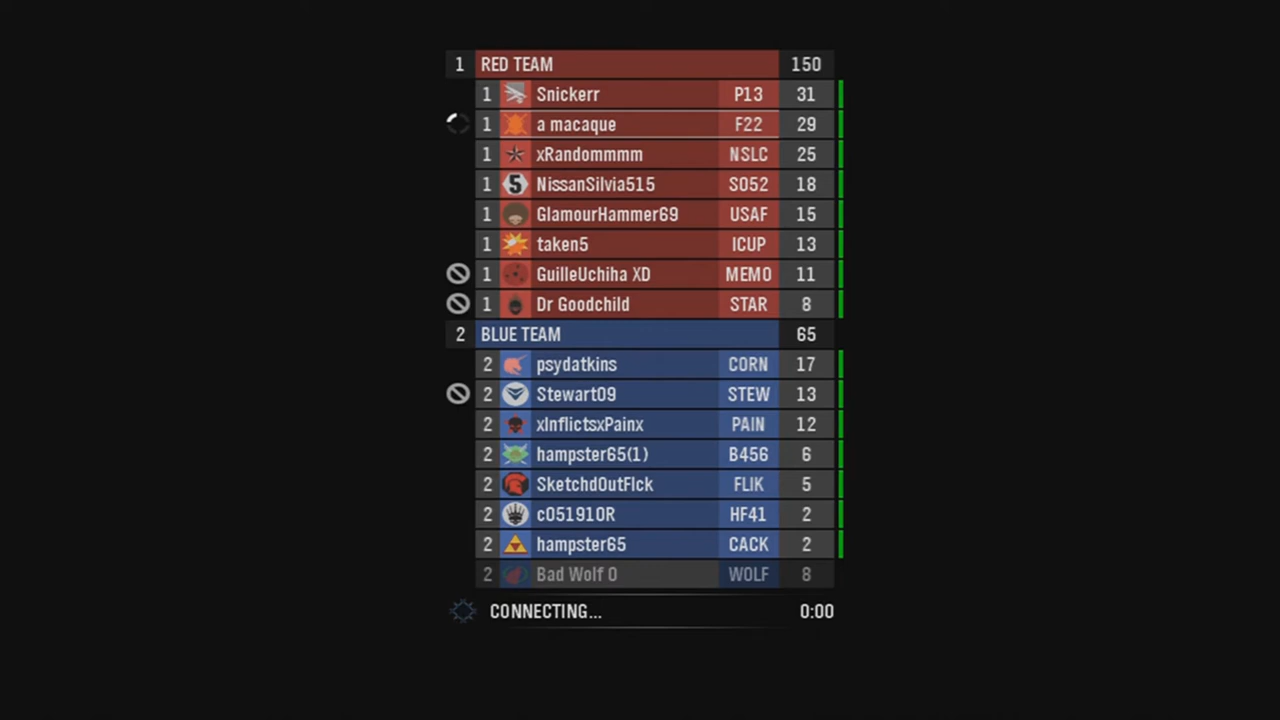 1 RED TEAM 150
1 Snickerr P13 31
1 a macaque F22 29
1 xRandommmm NSLC 25
1 5 NissanSilvia515 SO52 18
1 GlamourHammer69 USAF 15
1 taken5 ICUP 13
1 GuilleUchiha XD MEMO 11
1 Dr Goodchild STAR 8
2 BLUE TEAM 65
2 psydatkins CORN 17
2 Stewart09 STEW 13
2 xInflictsxPainx PAIN 12
2 hampster65(1) B456 6
2 SketchdOutFlck FLIK 5
2 cO5191OR HF41 2
2 hampster65 CACK 2
2 Bad Wolf 0 WOLF 8
CONNECTING... 0:00